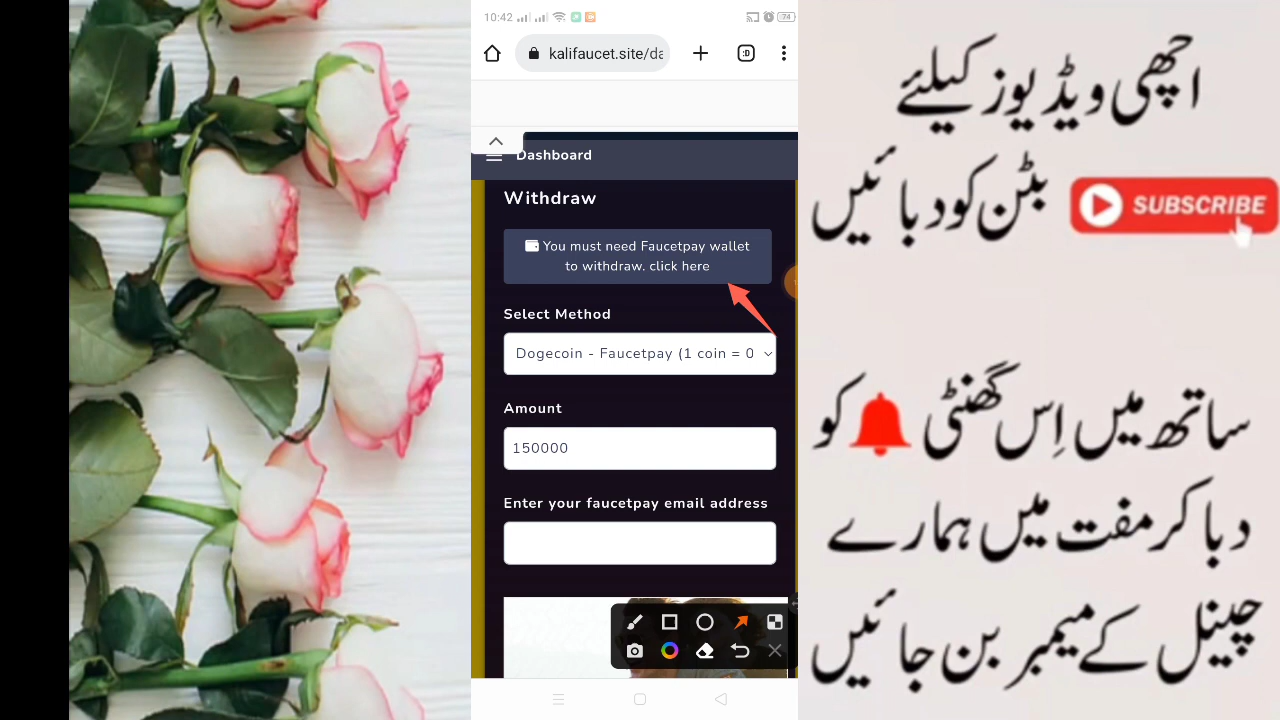 10:42
74
kalifaucet.site/da
:D
Dashboard
Withdraw
You must need Faucetpay wallet
to withdraw. click here
Select Method
Dogecoin - Faucetpay (1 coin = 0
Amount
150000
Enter your faucetpay email address
اچھی ویڈیوز کیلئے
بٹن کو دبائیں SUBSCRIBE
ساتھ میں اِس گھنٹی کو
دبا کر مفت میں ہمارے
چینل کے میمبر بن جائیں